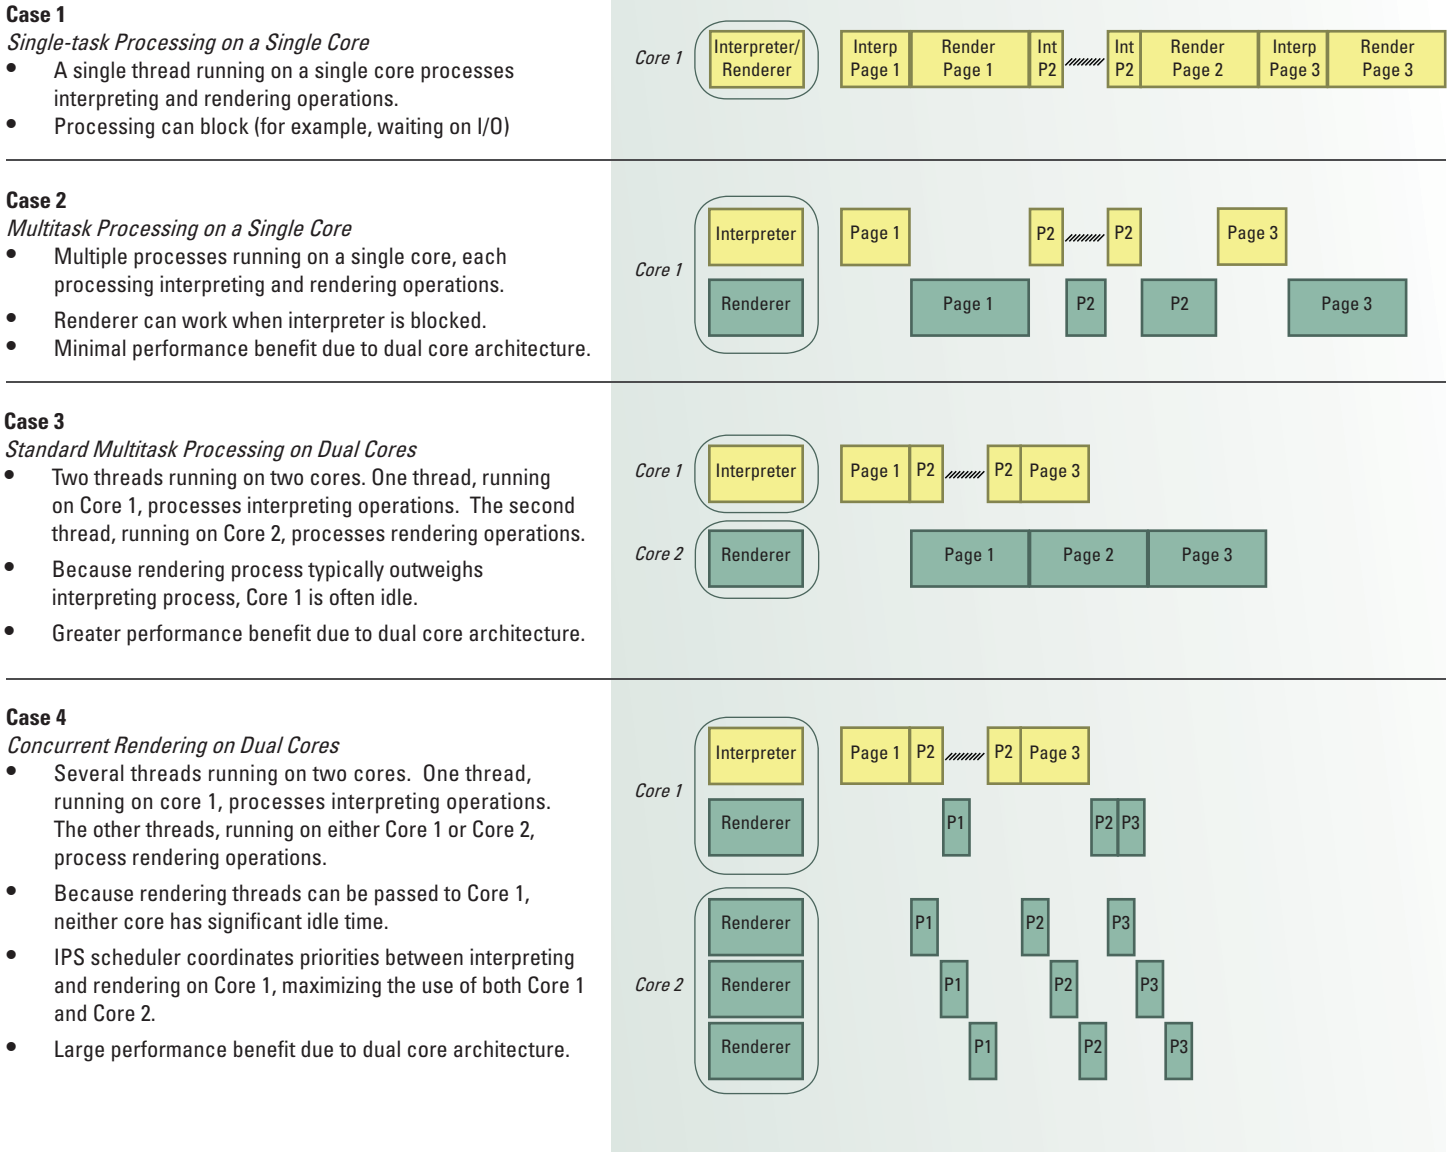 Case 1
Single-task Processing on a Single Core
• A single thread running on a single core processes
interpreting and rendering operations.
• Processing can block (for example, waiting on I/O)
Core 1
Interpreter/
Renderer
Interp
Page 1
Render
Page 1
Int
P2
Int
P2
Render
Page 2
Interp
Page 3
Render
Page 3
Case 2
Multitask Processing on a Single Core
• Multiple processes running on a single core, each
processing interpreting and rendering operations.
• Renderer can work when interpreter is blocked.
• Minimal performance benefit due to dual core architecture.
Core 1
Interpreter
Page 1
P2
P2
Page 3
Renderer
Page 1
P2
P2
Page 3
Case 3
Standard Multitask Processing on Dual Cores
• Two threads running on two cores. One thread, running
on Core 1, processes interpreting operations. The second
thread, running on Core 2, processes rendering operations.
• Because rendering process typically outweighs
interpreting process, Core 1 is often idle.
• Greater performance benefit due to dual core architecture.
Core 1
Interpreter
Page 1
P2
P2
Page 3
Core 2
Renderer
Page 1
Page 2
Page 3
Case 4
Concurrent Rendering on Dual Cores
• Several threads running on two cores. One thread,
running on core 1, processes interpreting operations.
The other threads, running on either Core 1 or Core 2,
process rendering operations.
• Because rendering threads can be passed to Core 1,
neither core has significant idle time.
• IPS scheduler coordinates priorities between interpreting
and rendering on Core 1, maximizing the use of both Core 1
and Core 2.
• Large performance benefit due to dual core architecture.
Core 1
Interpreter
Page 1
P2
P2
Page 3
Renderer
P1
P2
P3
Core 2
Renderer
P1
P2
P3
Renderer
P1
P2
P3
Renderer
P1
P2
P3